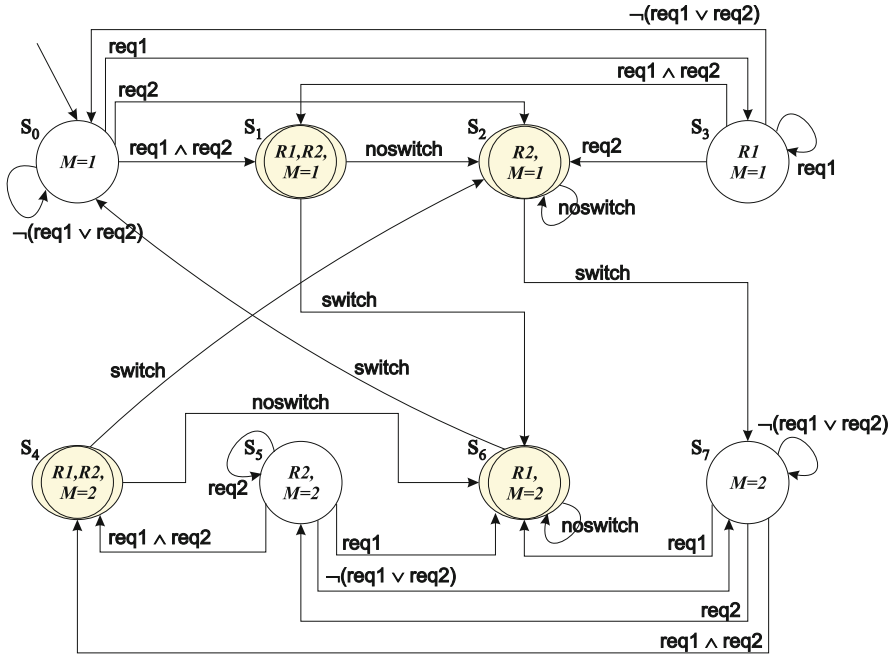 ¬(req1 ∨ req2)
req1
req1 ∧ req2
req2
S0
S1
S2
S3
M=1
req1 ∧ req2
R1,R2,
M=1
noswitch
R2,
M=1
req2
R1
M=1
req1
noswitch
¬(req1 ∨ req2)
switch
switch
switch
switch
noswitch
¬(req1 ∨ req2)
S4
S5
S6
S7
R1,R2,
M=2
req2
R2,
M=2
R1,
M=2
M=2
noswitch
req1 ∧ req2
req1
req1
¬(req1 ∨ req2)
req2
req1 ∧ req2